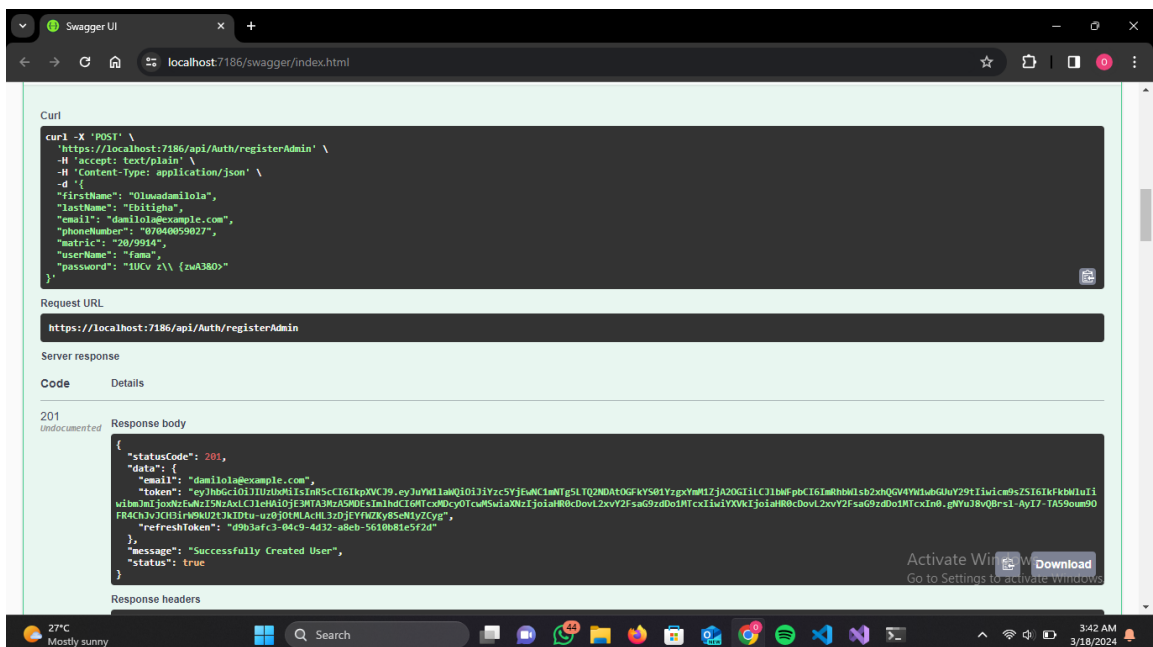 Swagger UI
localhost:7186/swagger/index.html
Curl
curl -X 'POST' \
'https://localhost:7186/api/Auth/registerAdmin' \
-H 'accept: text/plain' \
-H 'Content-Type: application/json' \
-d '{
"firstName": "Oluwadamilola",
"lastName": "Ebitigha",
"email": "damilola@example.com",
"phoneNumber": "07040059027",
"matric": "20/9914",
"userName": "fama",
"password": "1UCv z\\ {zwA3&O>"
}'
Request URL
https://localhost:7186/api/Auth/registerAdmin
Server response
Code Details
201
Undocumented
Response body
{
"statusCode": 201,
"data": {
"email": "damilola@example.com",
"token":
"refreshToken": "d9b3afc3-04c9-4d32-a8eb-5610b81e5f2d"
},
"message": "Successfully Created User",
"status": true
}
Download
Activate Windows
Go to Settings to activate Windows.
Response headers
27°C
Mostly sunny
Search
44
3:42 AM
3/18/2024